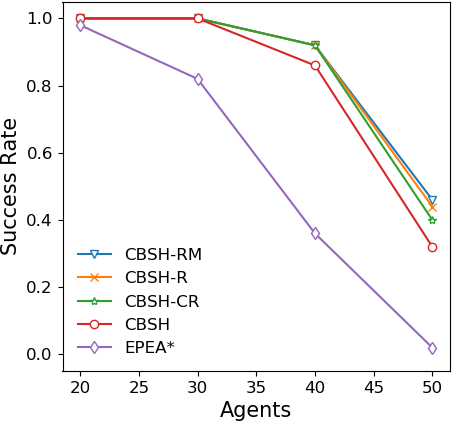 Success Rate
1.0
0.8
0.6
0.4
0.2
0.0
CBSH-RM
CBSH-R
CBSH-CR
CBSH
EPEA*
20 25 30 35 40 45 50
Agents